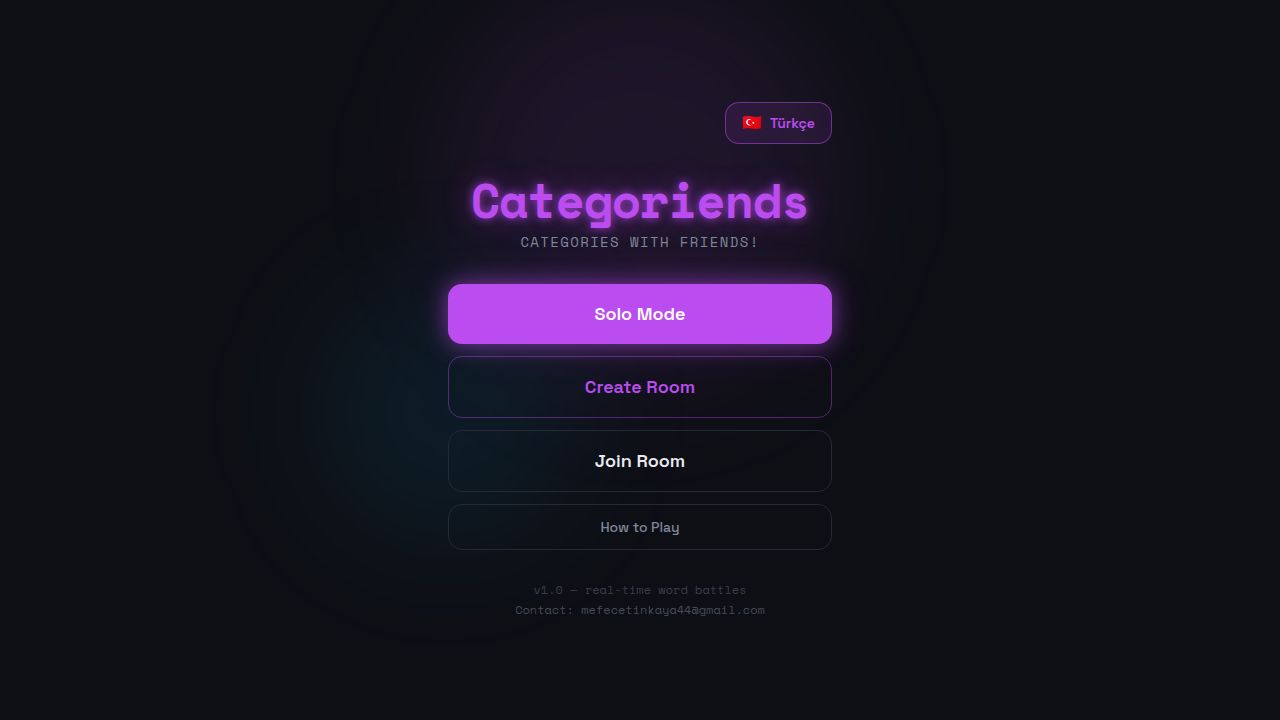 🇹🇷 Türkçe
Categoriends
CATEGORIES WITH FRIENDS!
Solo Mode
Create Room
Join Room
How to Play
v1.0 — real-time word battles
Contact: mefecetinkaya44@gmail.com